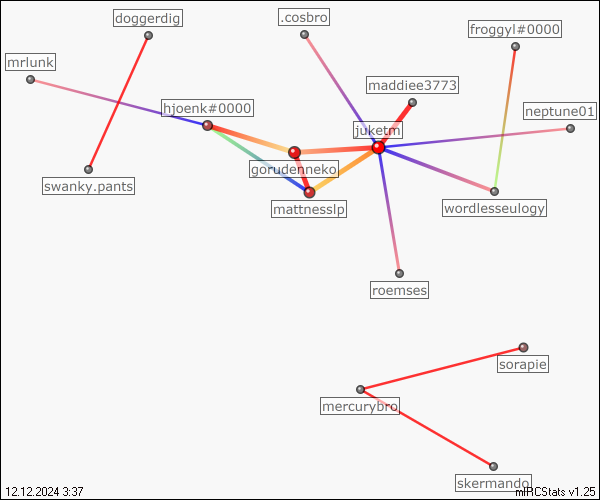 doggerdig
.cosbro
froggyl#0000
mrlunk
maddiee3773
hjoenk#0000
neptune01
juketm
gorudenneko
swanky.pants
mattnesslp
wordlesseulogy
roemses
sorapie
mercurybro
skermando
12.12.2024 3:37
mIRCStats v1.25